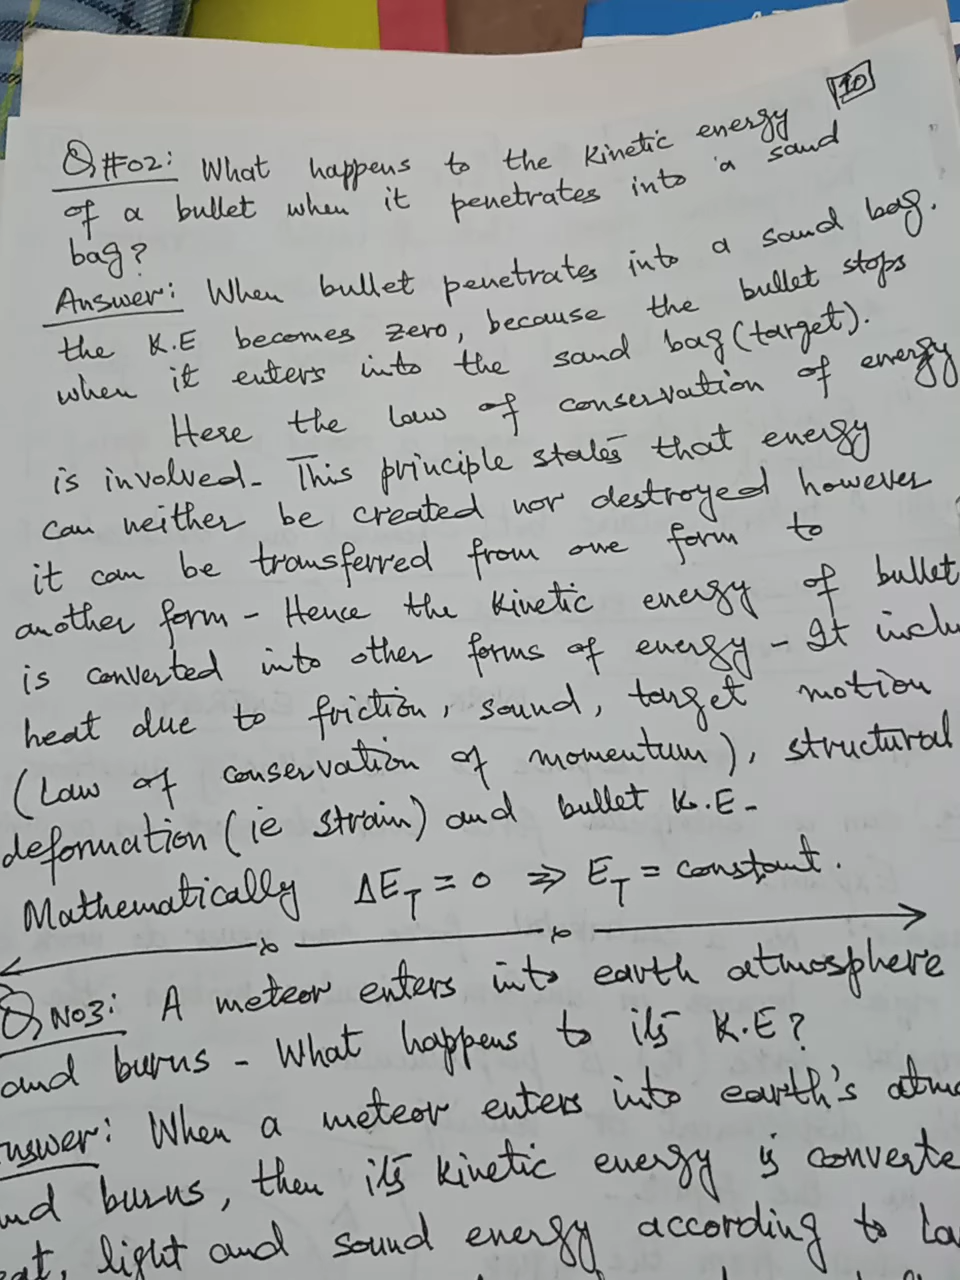 10
Q#02: What happens to the Kinetic energy
of a bullet when it penetrates into a sand
bag?
Answer: When bullet penetrates into a sand bag.
the K.E becomes zero, because the bullet stops
when it enters into the sand bag (target).
Here the law of conservation of energy
is involved. This principle states that energy
can neither be created nor destroyed however
it can be transferred from one form to
another form - Hence the Kinetic energy of bullet
is converted into other forms of energy - It inclu
heat due to friction, sound, target motion
(Law of conservation of momentum), structural
deformation (ie strain) and bullet K.E-
Mathematically ΔE_T = 0 ⇒ E_T = constant.
Q No3: A meteor enters into earth atmosphere
and burns - What happens to its K.E?
nswer: When a meteor enters into earth's atmo
nd burns, then its kinetic energy is converte
eat, light and sound energy according to La